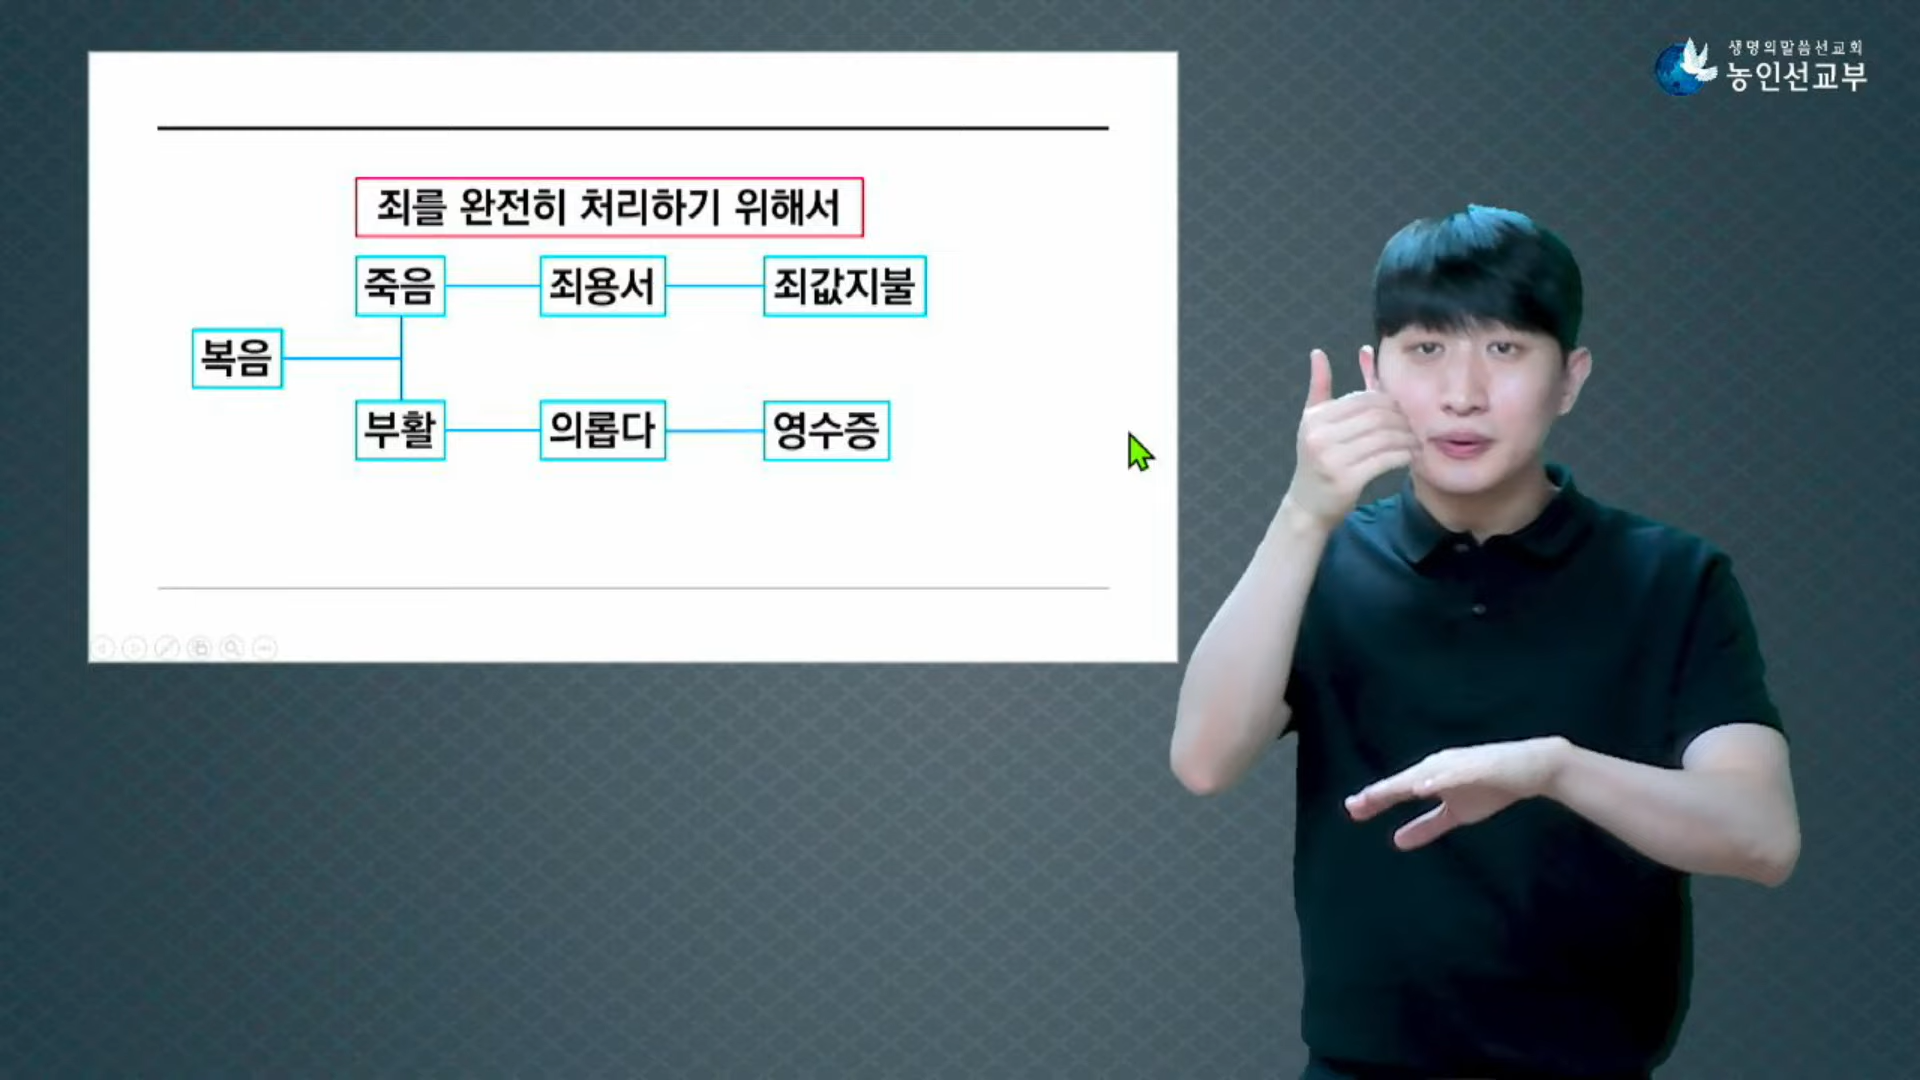 생명의말씀선교회
농인선교부
죄를 완전히 처리하기 위해서
죽음 죄용서 죄값지불
복음
부활 의롭다 영수증